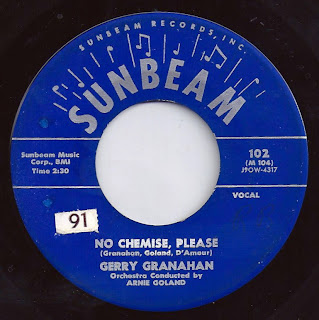 SUNBEAM RECORDS, INC.
SUNBEAM
Sunbeam Music
Corp., BMI
Time 2:30
102
(M 104)
J9OW-4317
VOCAL
91
NO CHEMISE, PLEASE
(Granahan, Goland, D'Amour)
GERRY GRANAHAN
Orchestra Conducted by
ARNIE GOLAND